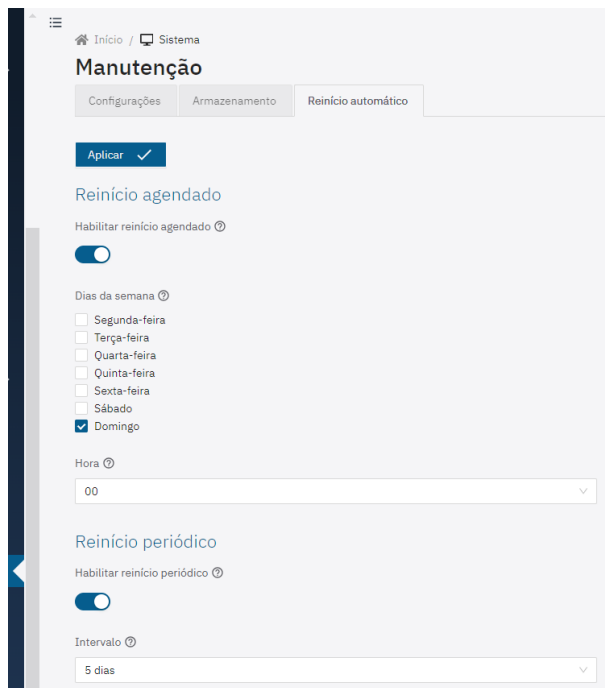 Início / Sistema
Manutenção
Configurações Armazenamento Reinício automático
Aplicar
Reinício agendado
Habilitar reinício agendado
Dias da semana
Segunda-feira
Terça-feira
Quarta-feira
Quinta-feira
Sexta-feira
Sábado
Domingo
Hora
00
Reinício periódico
Habilitar reinício periódico
Intervalo
5 dias